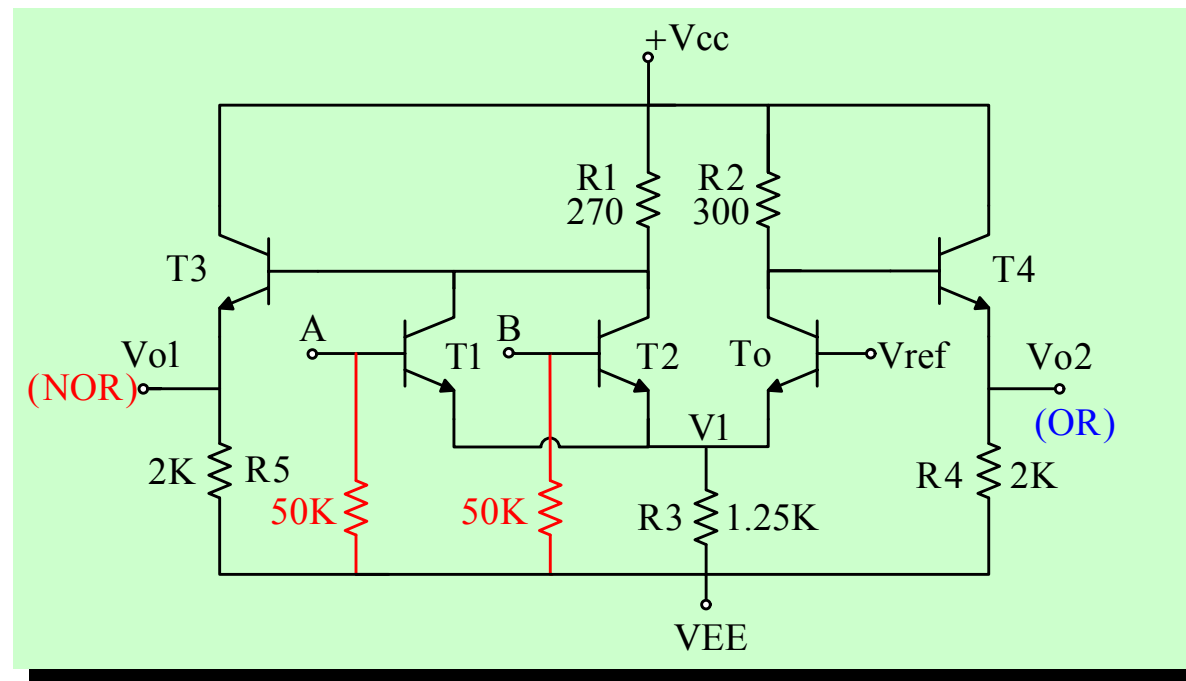 +Vcc
R1
270
R2
300
T3
T4
A
B
T1
T2
To
Vref
Vo1
(NOR)
Vo2
(OR)
V1
2K
R5
50K
50K
R3
1.25K
R4
2K
VEE